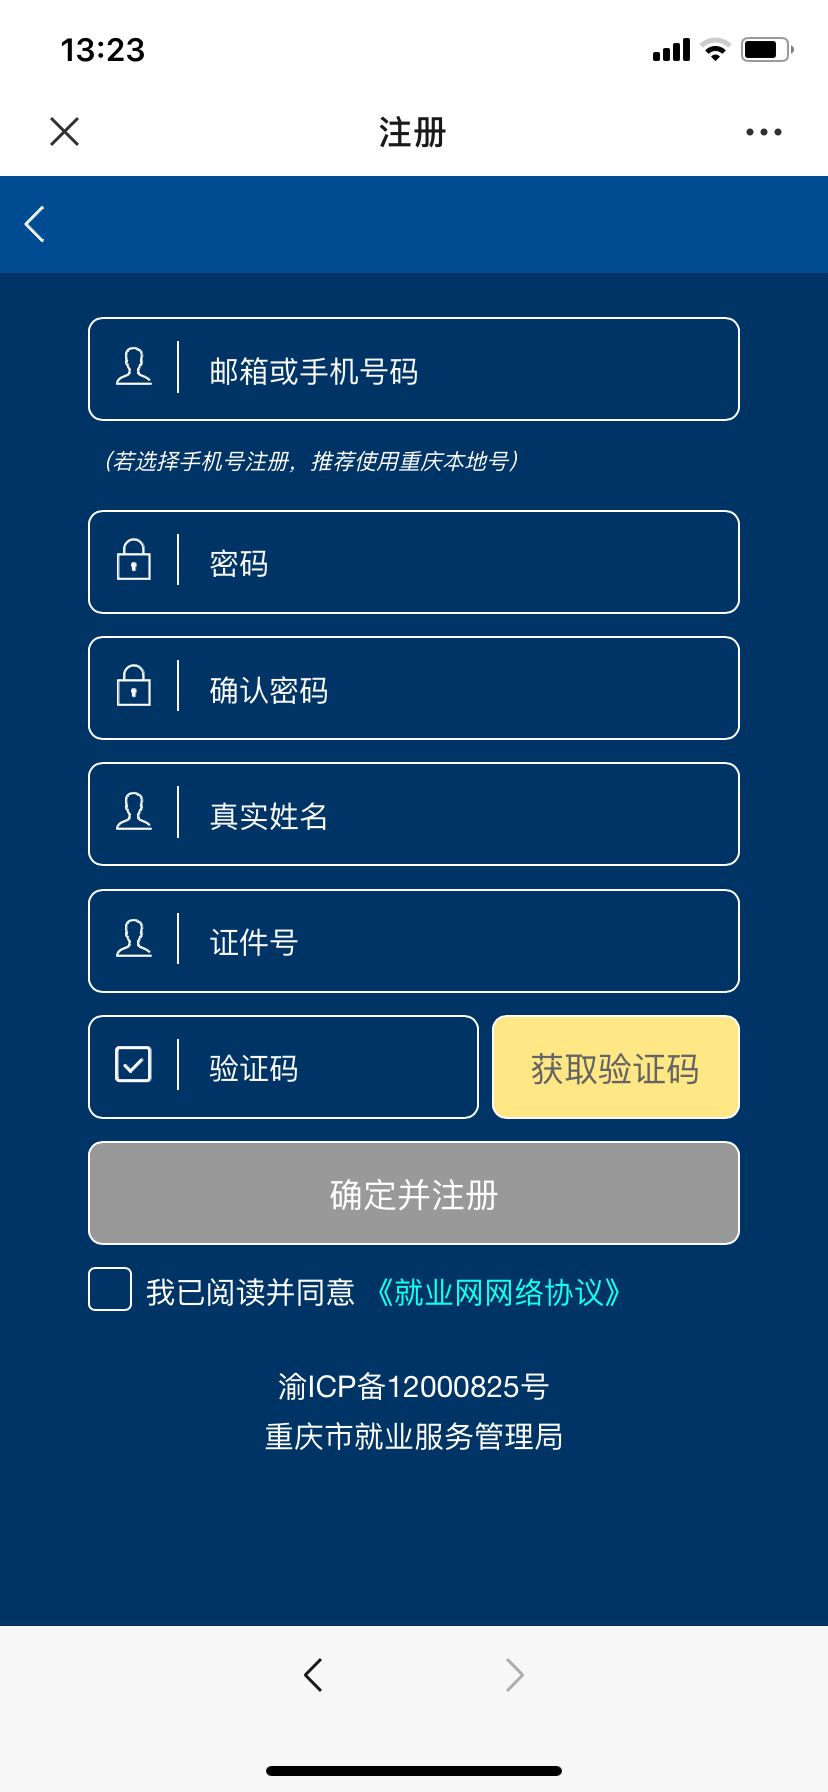 13:23
注册
邮箱或手机号码
（若选择手机号注册，推荐使用重庆本地号）
密码
确认密码
真实姓名
证件号
验证码 获取验证码
确定并注册
我已阅读并同意 《就业网网络协议》
渝ICP备12000825号
重庆市就业服务管理局